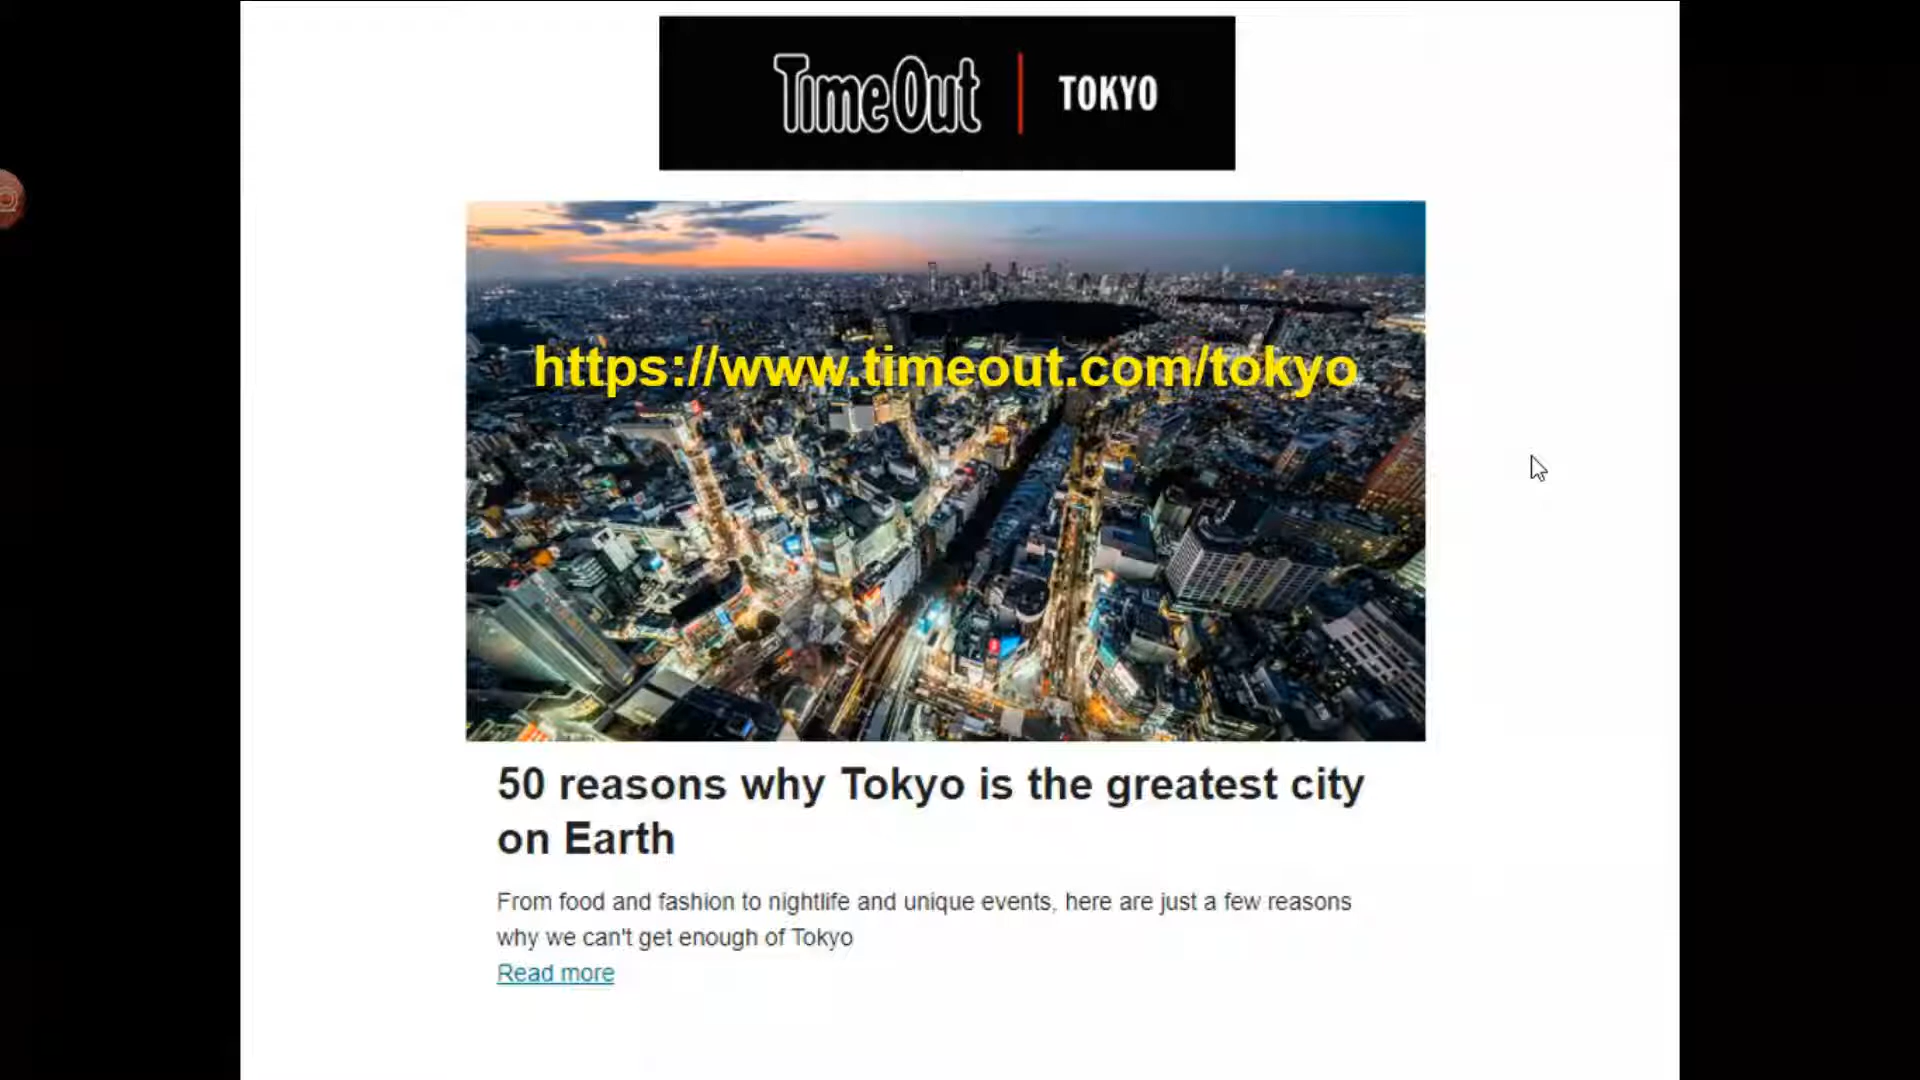 TimeOut | TOKYO
https://www.timeout.com/tokyo
50 reasons why Tokyo is the greatest city
on Earth
From food and fashion to nightlife and unique events, here are just a few reasons
why we can't get enough of Tokyo
Read more